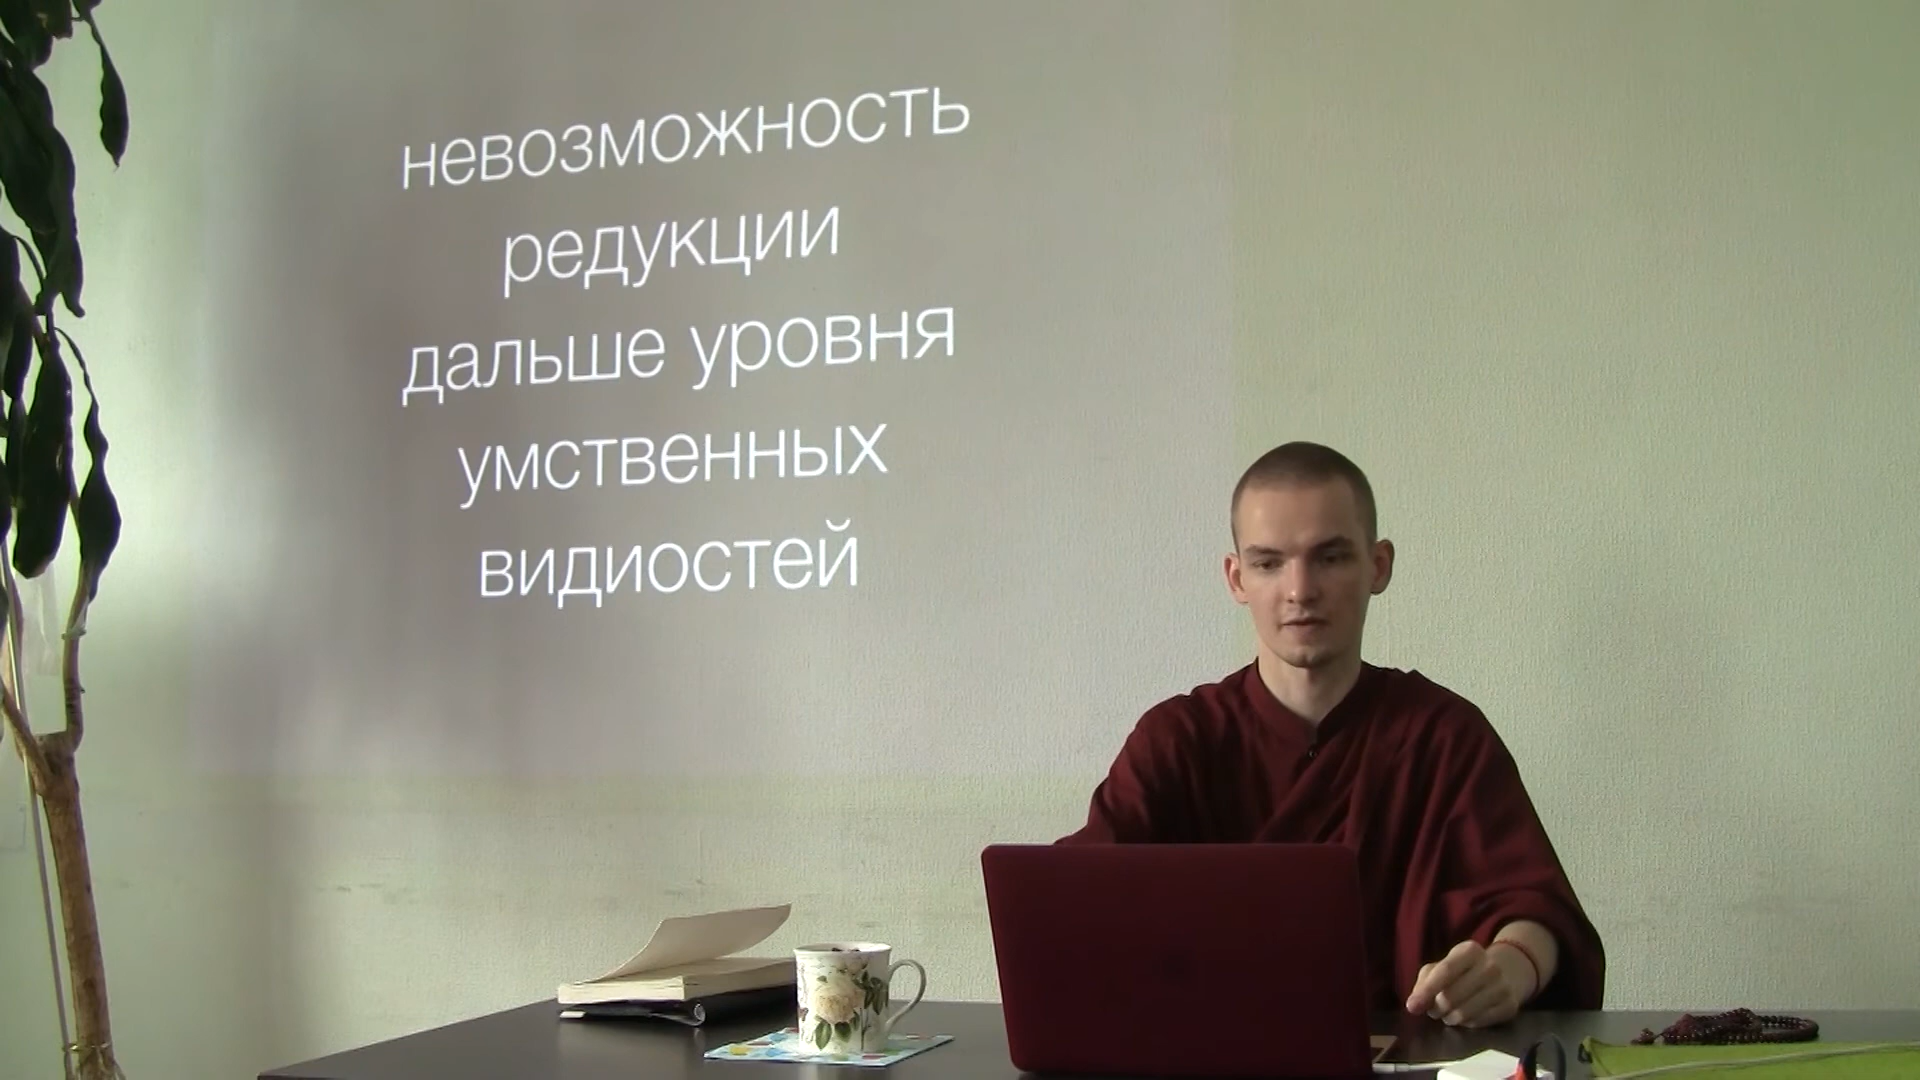 невозможность
редукции
дальше уровня
умственных
видиостей